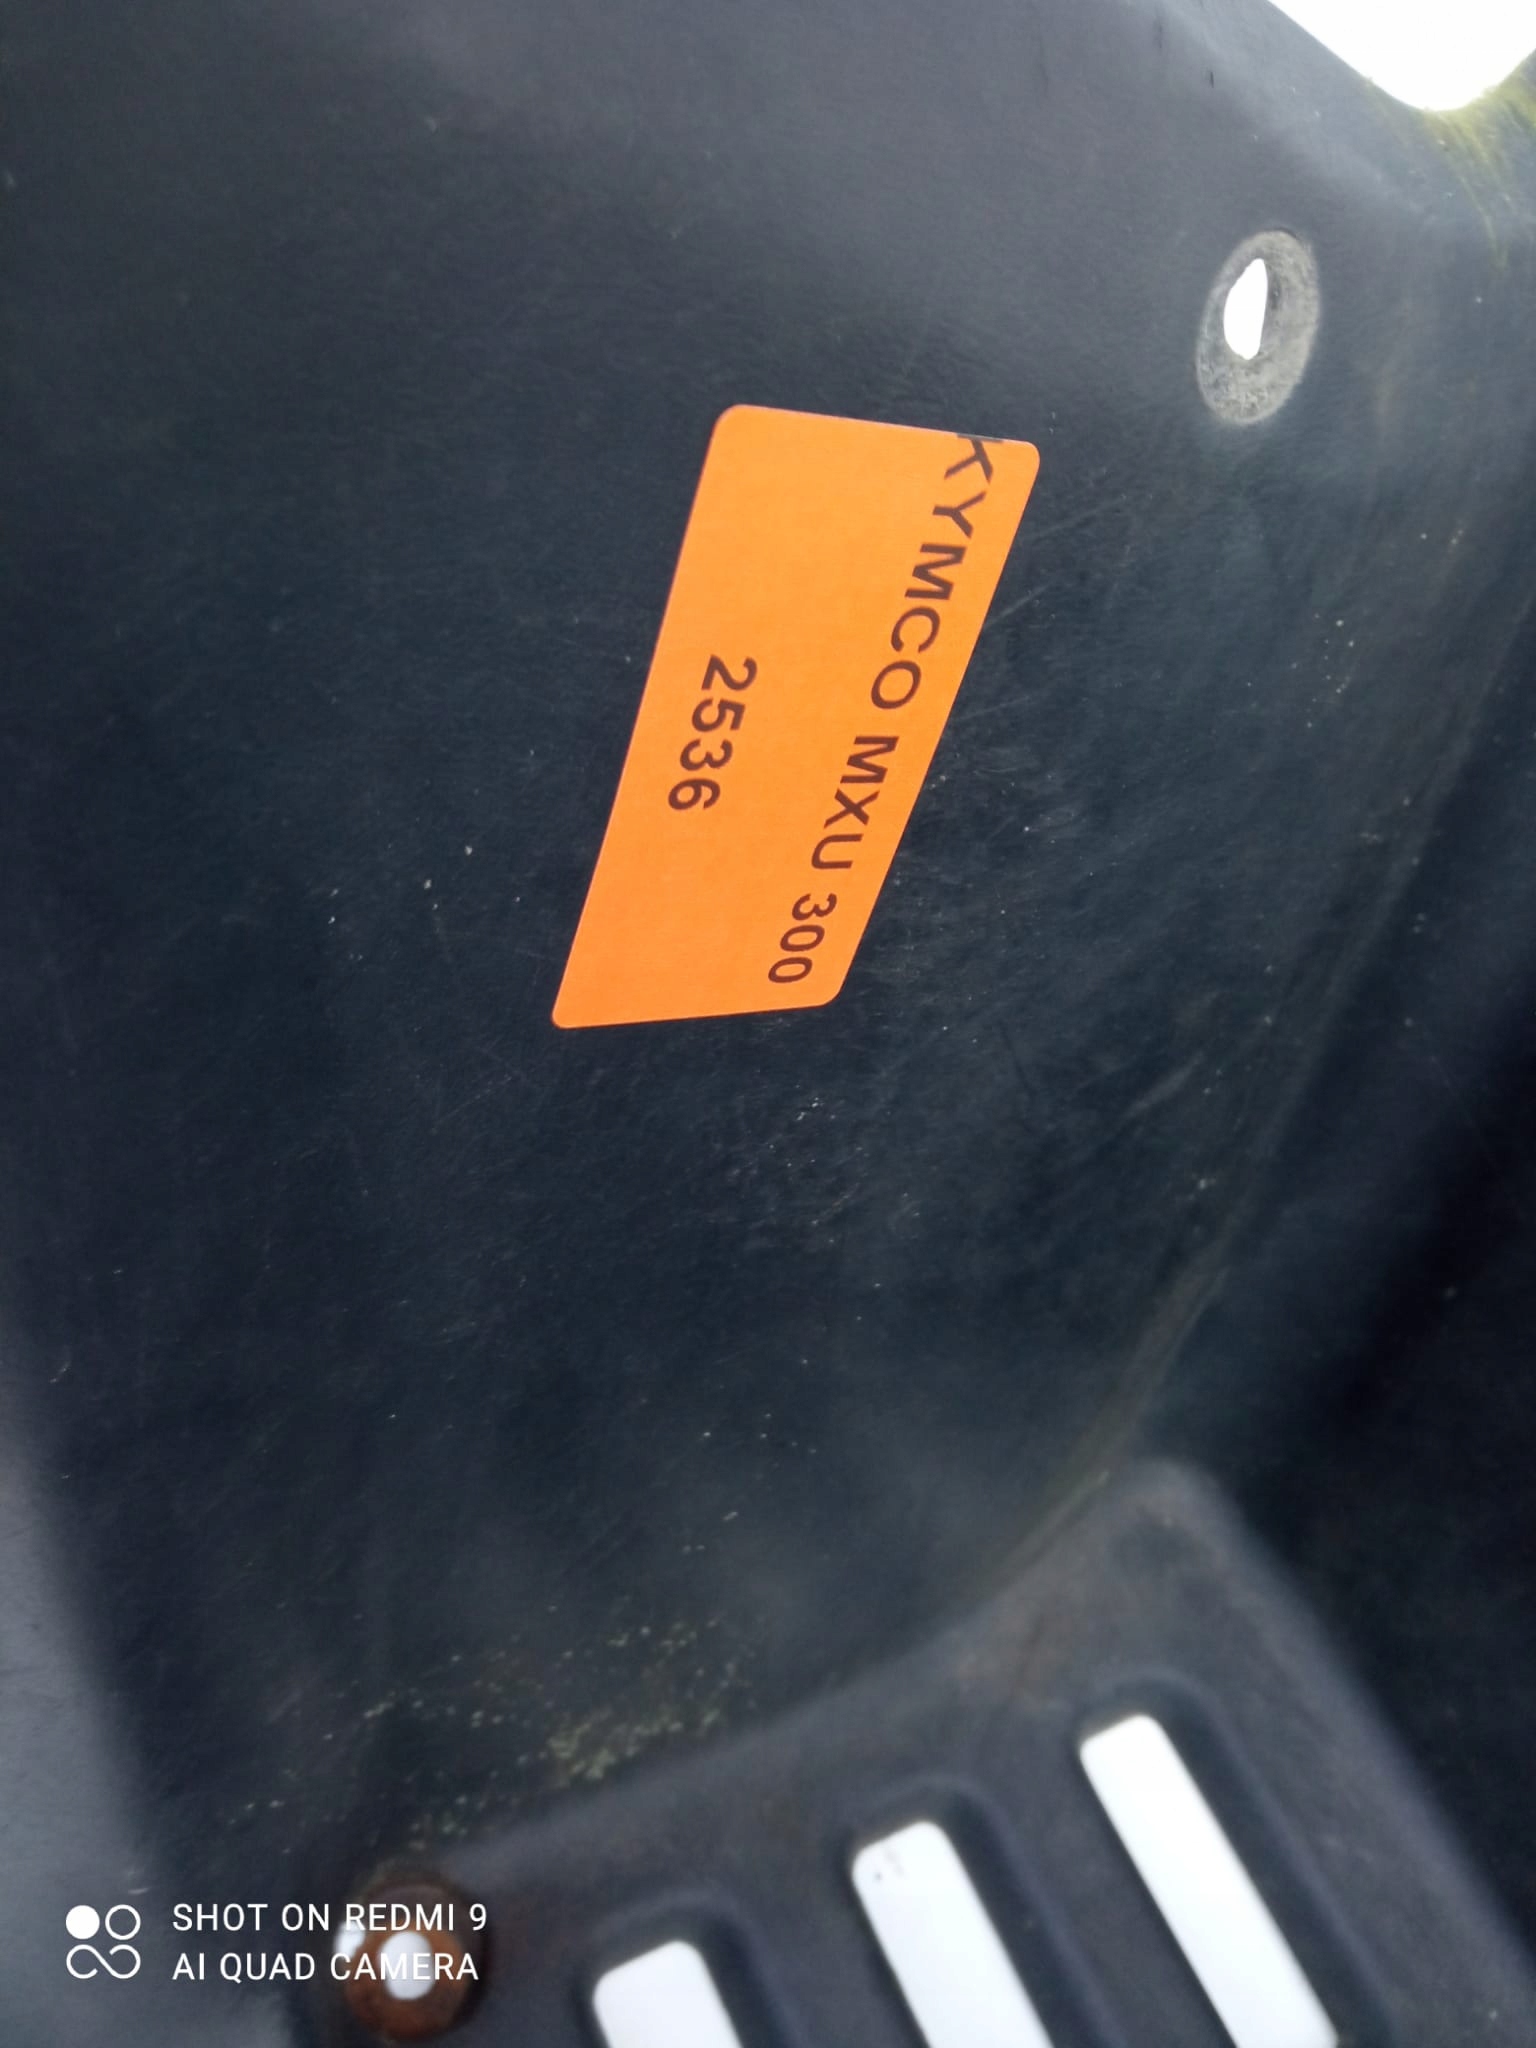 KYMCO MXU 300
2536
SHOT ON REDMI 9
AI QUAD CAMERA